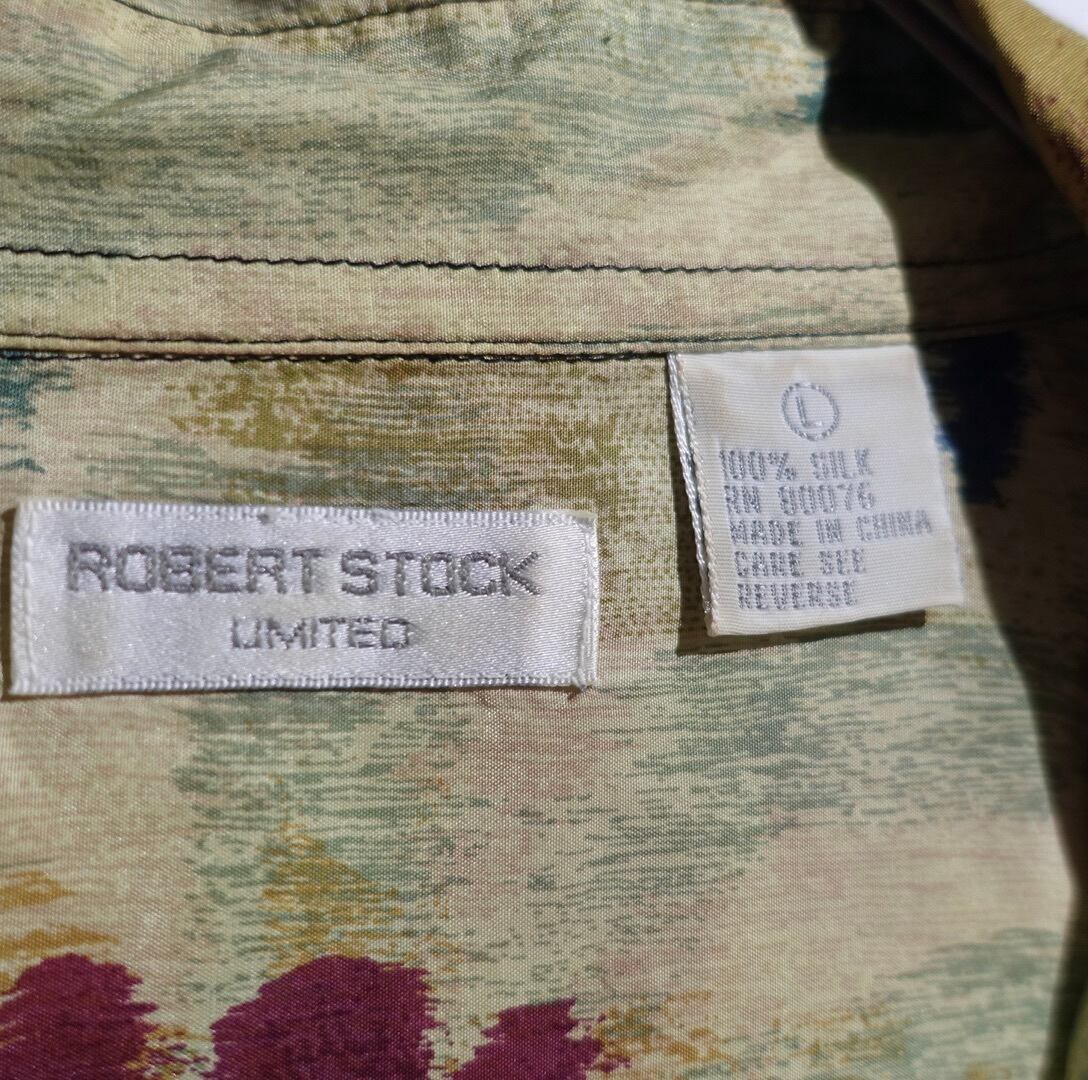 ROBERT STOCK
LIMITED
L
100% SILK
RN 80076
MADE IN CHINA
CARE SEE
REVERSE